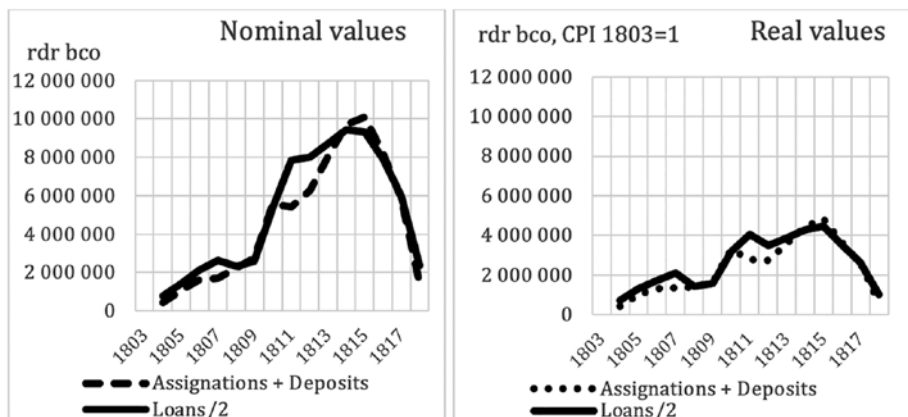 Nominal values
rdr bco
12 000 000
10 000 000
8 000 000
6 000 000
4 000 000
2 000 000
0
1803
1805
1807
1809
1811
1813
1815
1817
Assignations + Deposits
Loans/2
rdr bco, CPI 1803=1
Real values
12 000 000
10 000 000
8 000 000
6 000 000
4 000 000
2 000 000
0
1803
1805
1807
1809
1811
1813
1815
1817
Assignations + Deposits
Loans/2